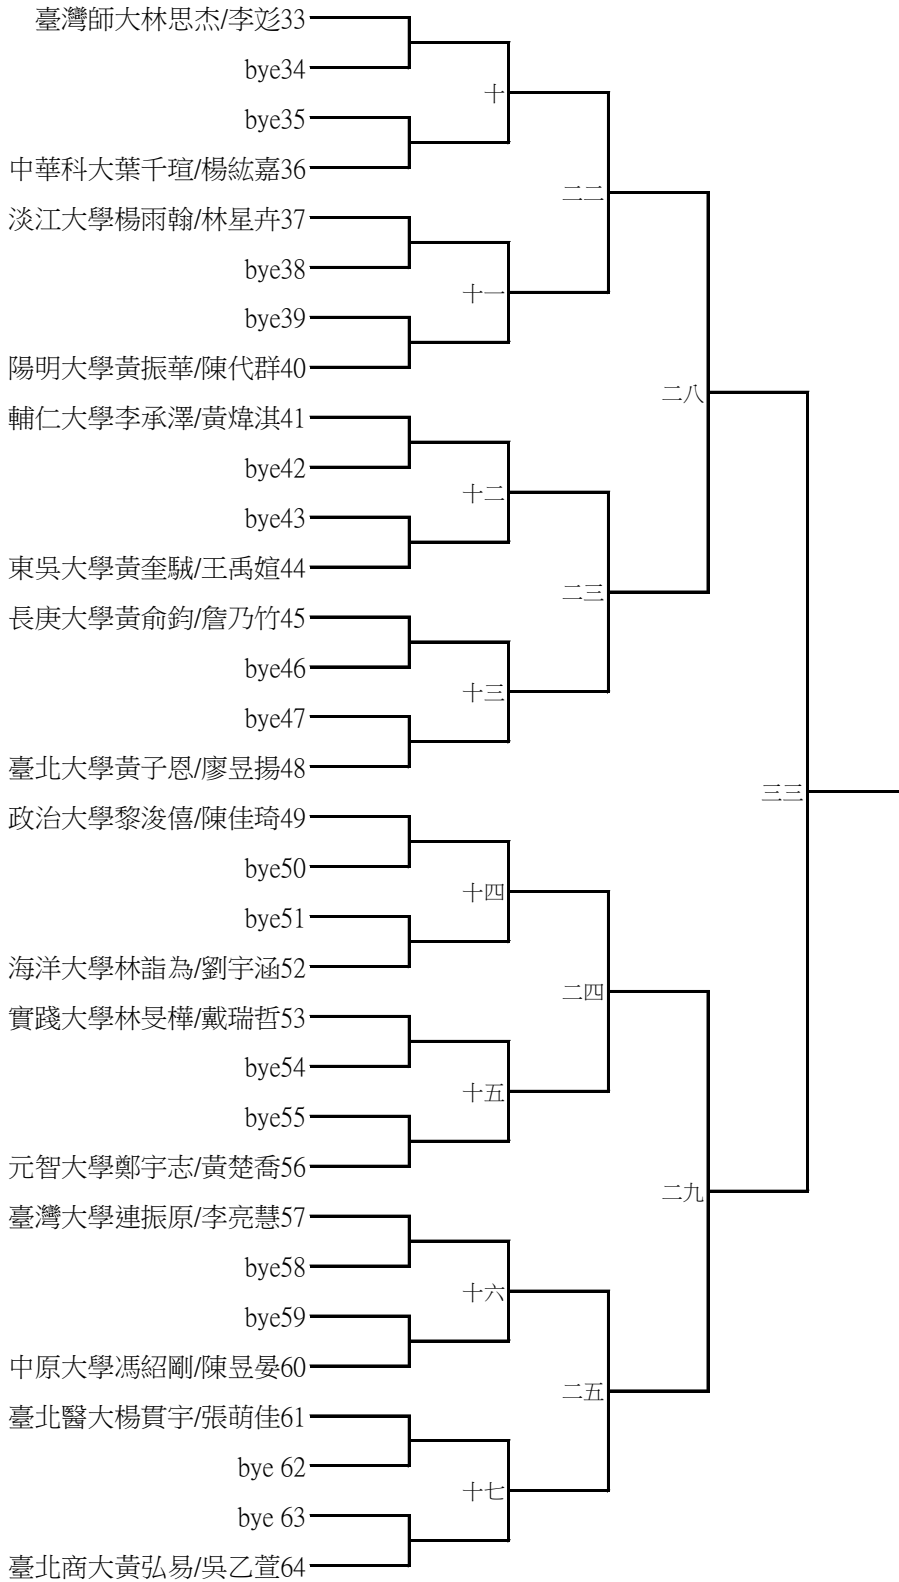 臺灣師大林思杰/李彣33
bye34
十
bye35
中華科大葉千瑄/楊紘嘉36
二二
淡江大學楊雨翰/林星卉37
bye38
十一
bye39
陽明大學黃振華/陳代群40
二八
輔仁大學李承澤/黃煒淇41
bye42
十二
bye43
東吳大學黃奎駥/王禹媗44
二三
長庚大學黃俞鈞/詹乃竹45
bye46
十三
bye47
臺北大學黃子恩/廖昱揚48
三三
政治大學黎浚僖/陳佳琦49
bye50
十四
bye51
海洋大學林詣為/劉宇涵52
二四
實踐大學林旻樺/戴瑞哲53
bye54
十五
bye55
元智大學鄭宇志/黃楚喬56
二九
臺灣大學連振原/李亮慧57
bye58
十六
bye59
中原大學馮紹剛/陳昱晏60
二五
臺北醫大楊貫宇/張萌佳61
bye 62
十七
bye 63
臺北商大黃弘易/吳乙萱64